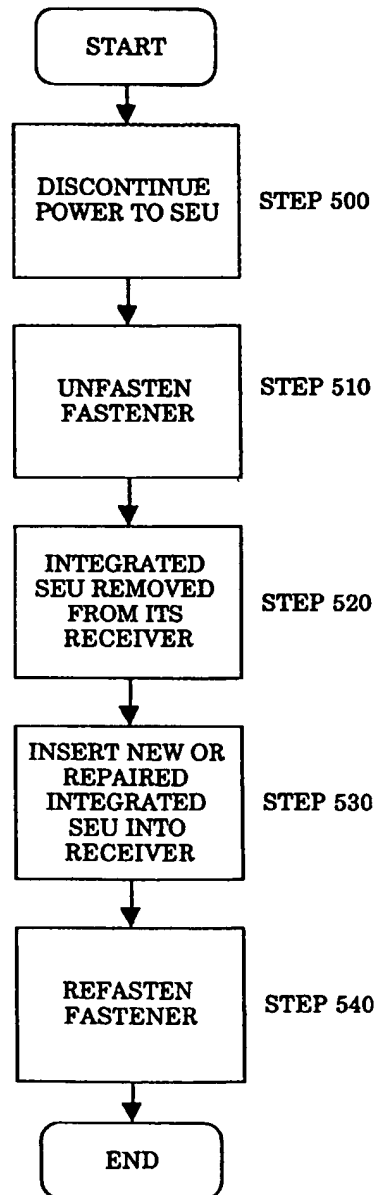 START
DISCONTINUE
POWER TO SEU
STEP 500
UNFASTEN
FASTENER
STEP 510
INTEGRATED
SEU REMOVED
FROM ITS
RECEIVER
STEP 520
INSERT NEW OR
REPAIRED
INTEGRATED
SEU INTO
RECEIVER
STEP 530
REFASTEN
FASTENER
STEP 540
END